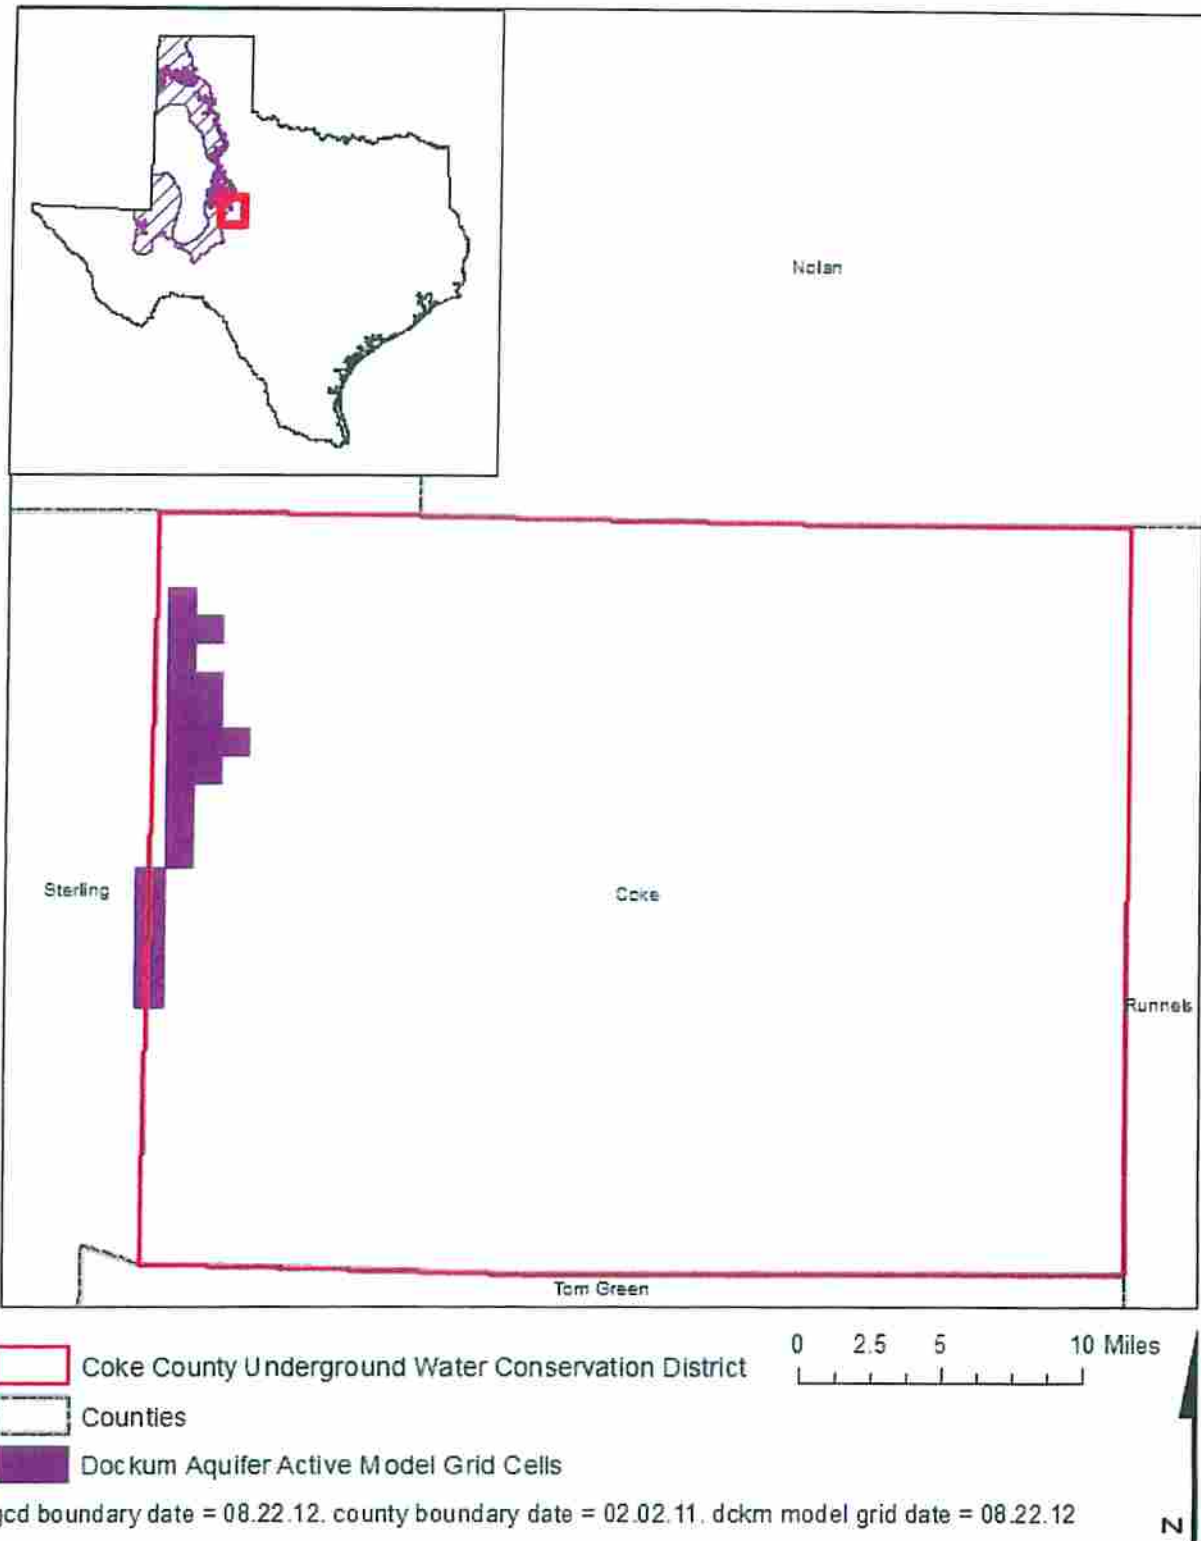 Nolan
Sterling
Coke
Runnels
Tom Green
0 2.5 5 10 Miles
Coke County Underground Water Conservation District
Counties
Dockum Aquifer Active Model Grid Cells
gcd boundary date = 08.22.12. county boundary date = 02.02.11. dckm model grid date = 08.22.12
N